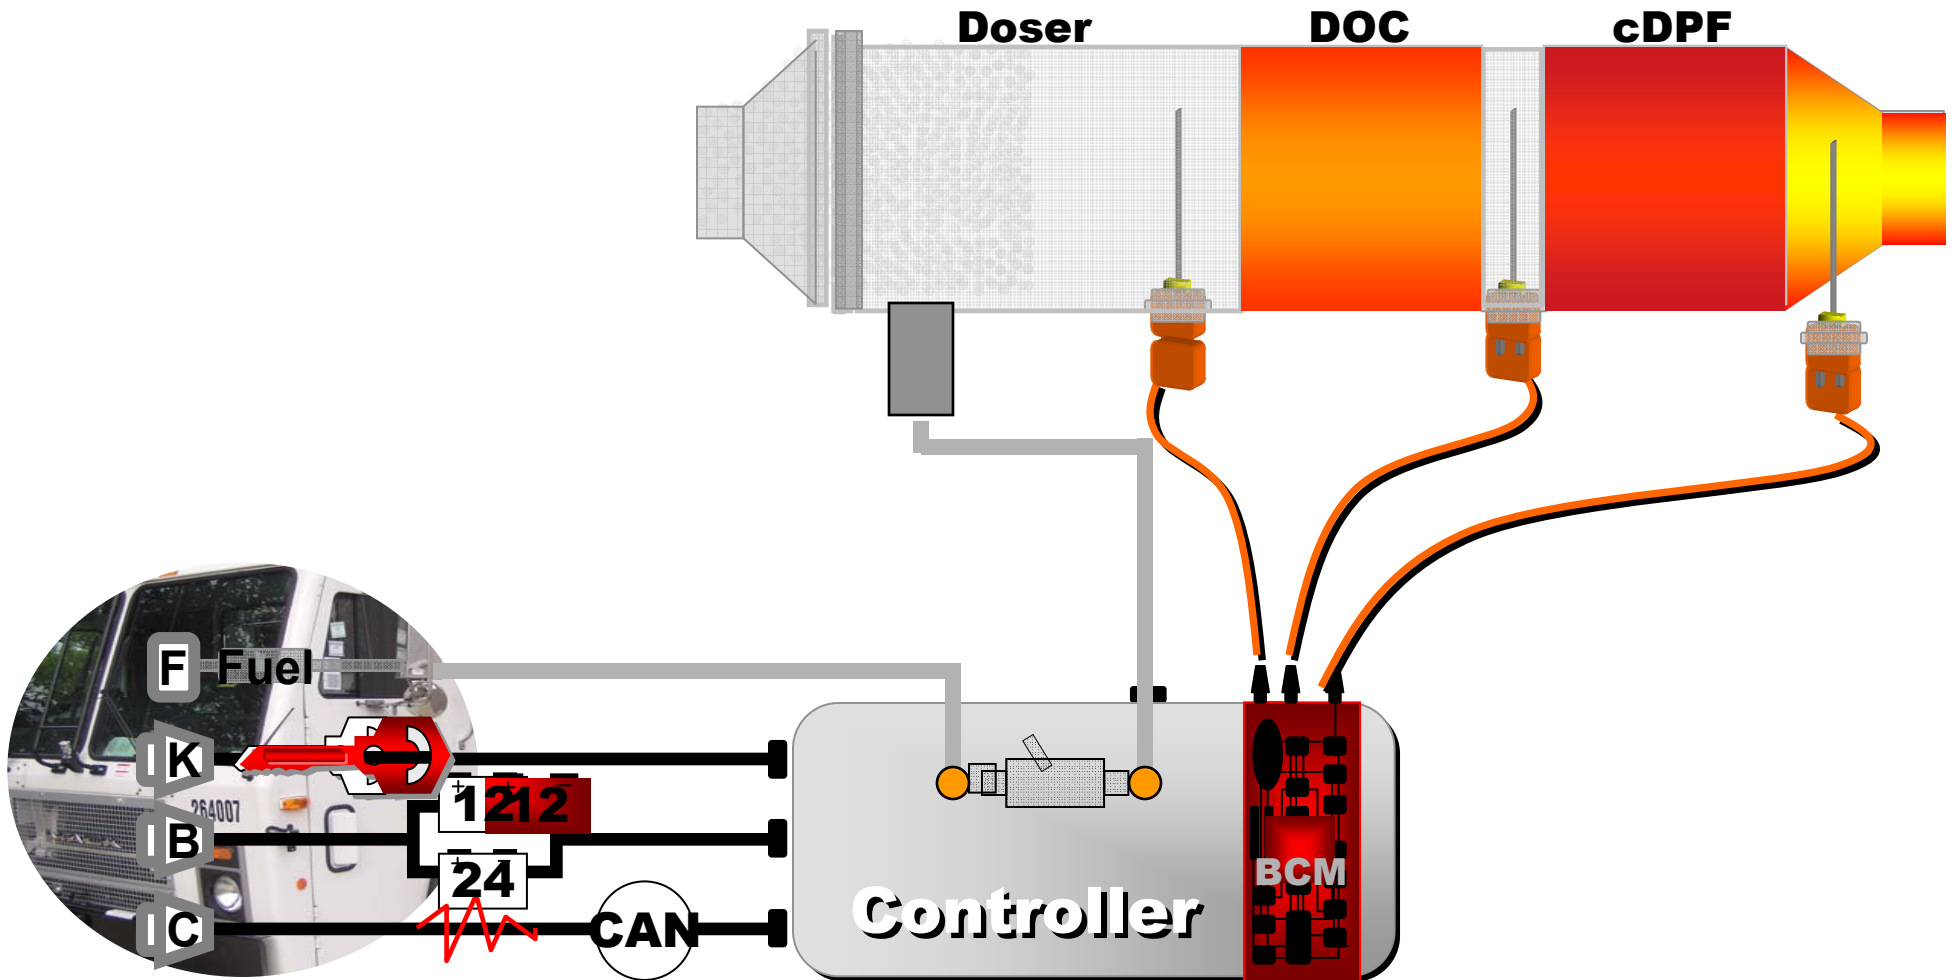 Doser DOC cDPF
F Fuel
K
12 12
264007
B
24
BCM
Controller
C
CAN